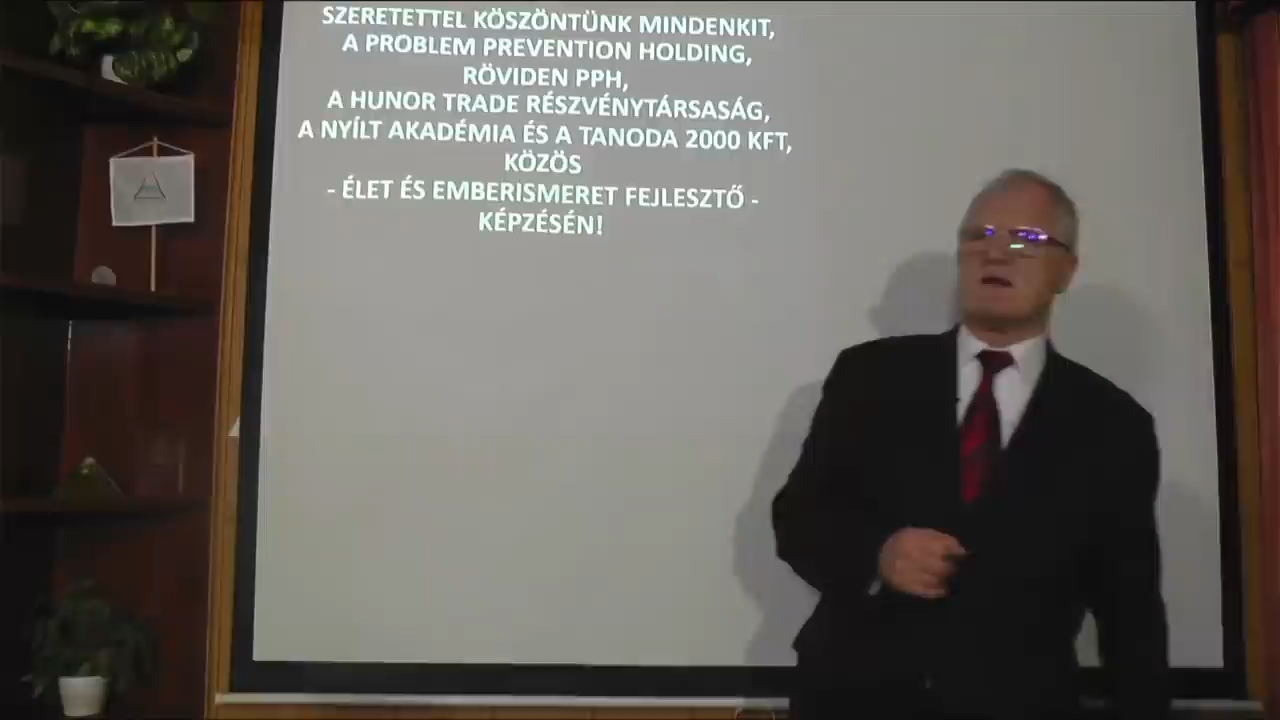 SZERETETTEL KÖSZÖNTÜNK MINDENKIT,
A PROBLEM PREVENTION HOLDING,
RÖVIDEN PPH,
A HUNOR TRADE RÉSZVÉNYTÁRSASÁG,
A NYÍLT AKADÉMIA ÉS A TANODA 2000 KFT,
KÖZÖS
- ÉLET ÉS EMBERISMERET FEJLESZTŐ -
KÉPZÉSÉN!